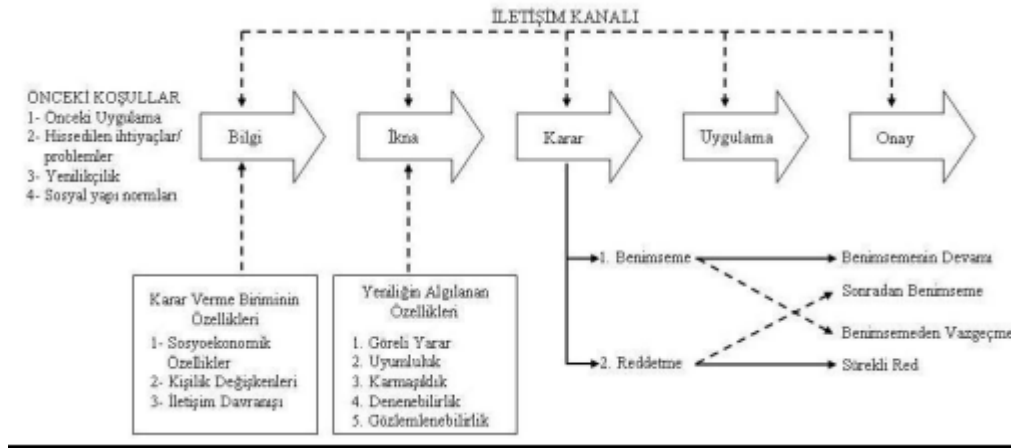 İLETİŞİM KANALI
ÖNCEKİ KOŞULLAR
1- Önceki Uygulama
2- Hissedilen ihtiyaçlar/
problemler
3- Yenilikçilik
4- Sosyal yapı normları
Bilgi
İkna
Karar
Uygulama
Onay
Karar Verme Biriminin
Özellikleri
1- Sosyoekonomik
Özellikler
2- Kişilik Değişkenleri
3- İletişim Davranışı
Yeniliğin Algılanan
Özellikleri
1. Göreli Yarar
2. Uyumluluk
3. Karmaşıklık
4. Denenebilirlik
5. Gözlemlenebilirlik
1. Benimseme
2. Reddetme
Benimsemenin Devamı
Sonradan Benimseme
Benimsemeden Vazgeçme
Sürekli Red